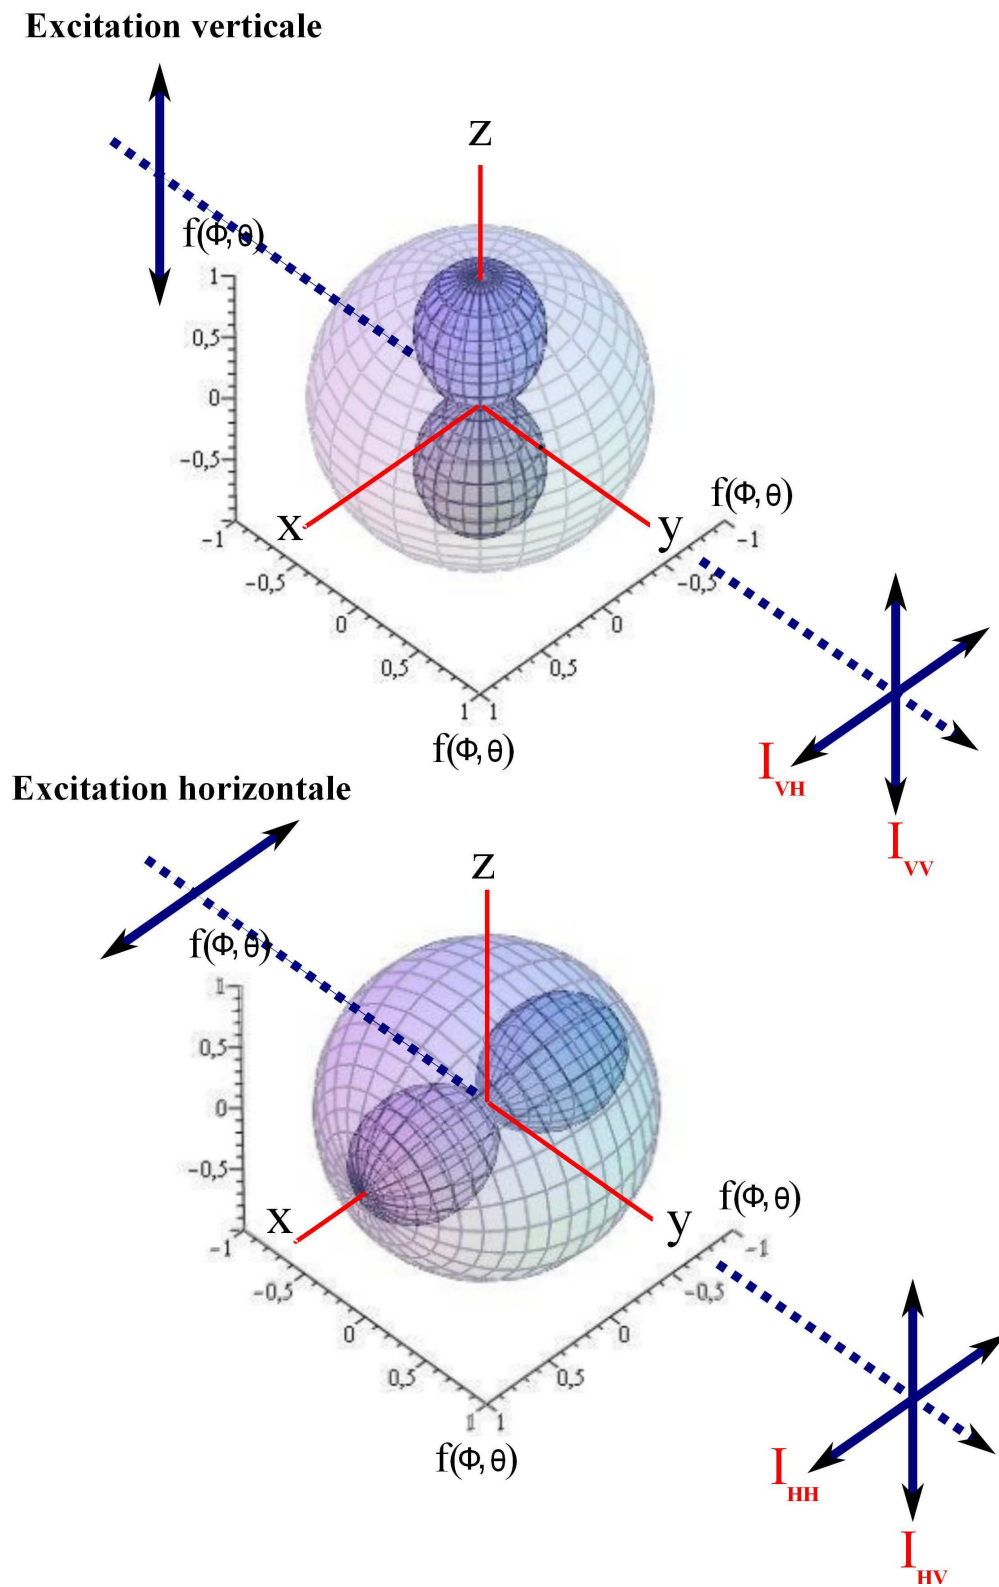 Excitation verticale
z
f(Φ,θ)
1
0,5
0
−0,5
−1
x
y
f(Φ,θ)
−1
−0,5
−0,5
0
0
0,5
0,5
1
1
f(Φ,θ)
I_VH
I_VV
Excitation horizontale
z
f(Φ,θ)
1
0,5
0
−0,5
x
y
f(Φ,θ)
−1
−1
−0,5
−0,5
0
0
0,5
0,5
1
1
f(Φ,θ)
I_HH
I_HV